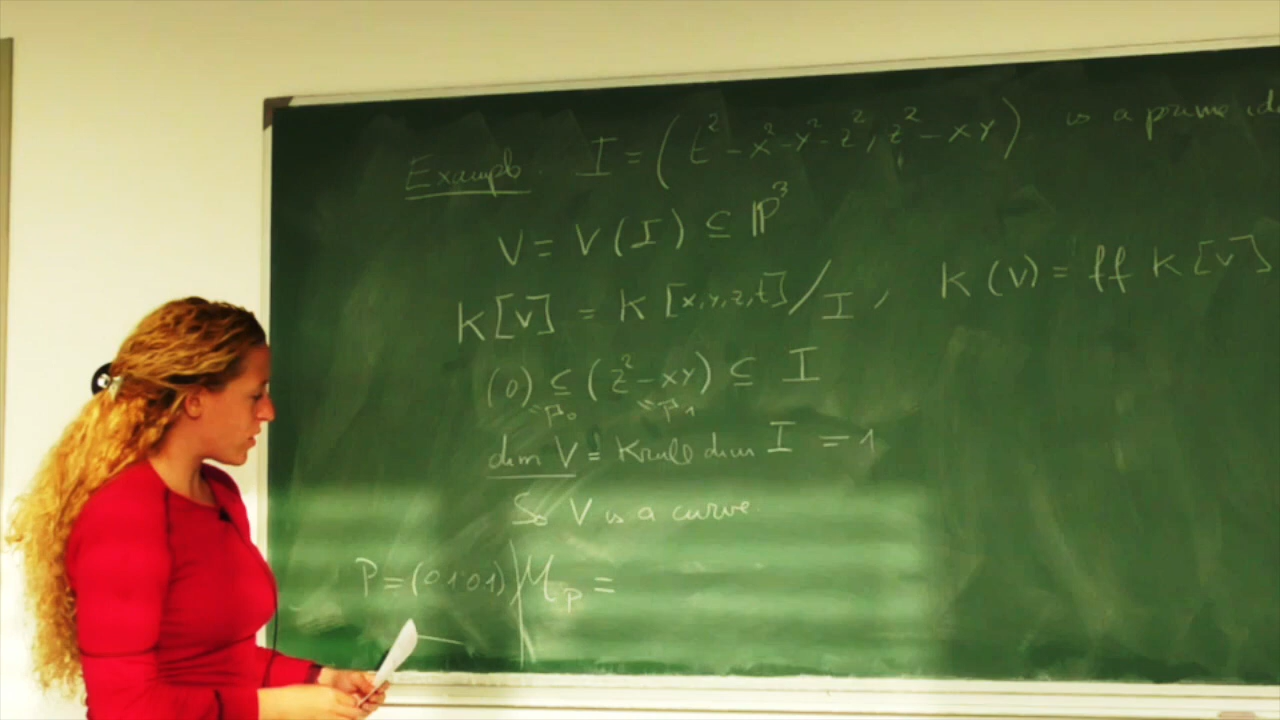 Example. I = (t² - x² - y² - z², z² - xy) is a prime ide
V = V(I) ⊆ ℙ³
K[V] = K[x,y,z,t]/I, K(V) = ff K[V]
(0) ⊆ (z² - xy) ⊆ I
"p₀ "p₁
dim V = Krull dim I = 1
So V is a curve.
P = (0:1:0:1) M_P =